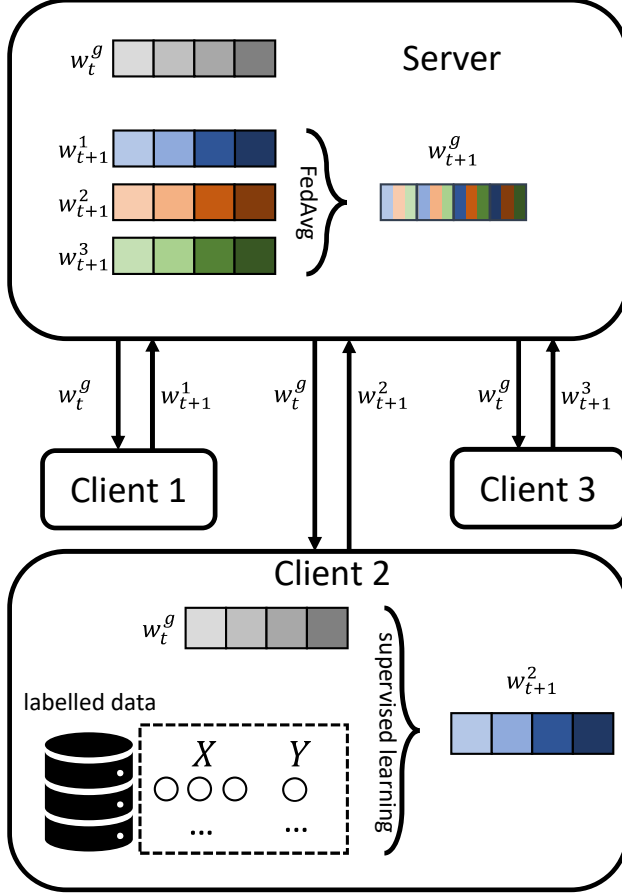 w_t^g
Server
w_{t+1}^1
w_{t+1}^2
w_{t+1}^3
FedAvg
w_{t+1}^g
w_t^g
w_{t+1}^1
w_t^g
w_{t+1}^2
w_t^g
w_{t+1}^3
Client 1
Client 3
Client 2
w_t^g
supervised learning
w_{t+1}^2
labelled data
X Y
... ...